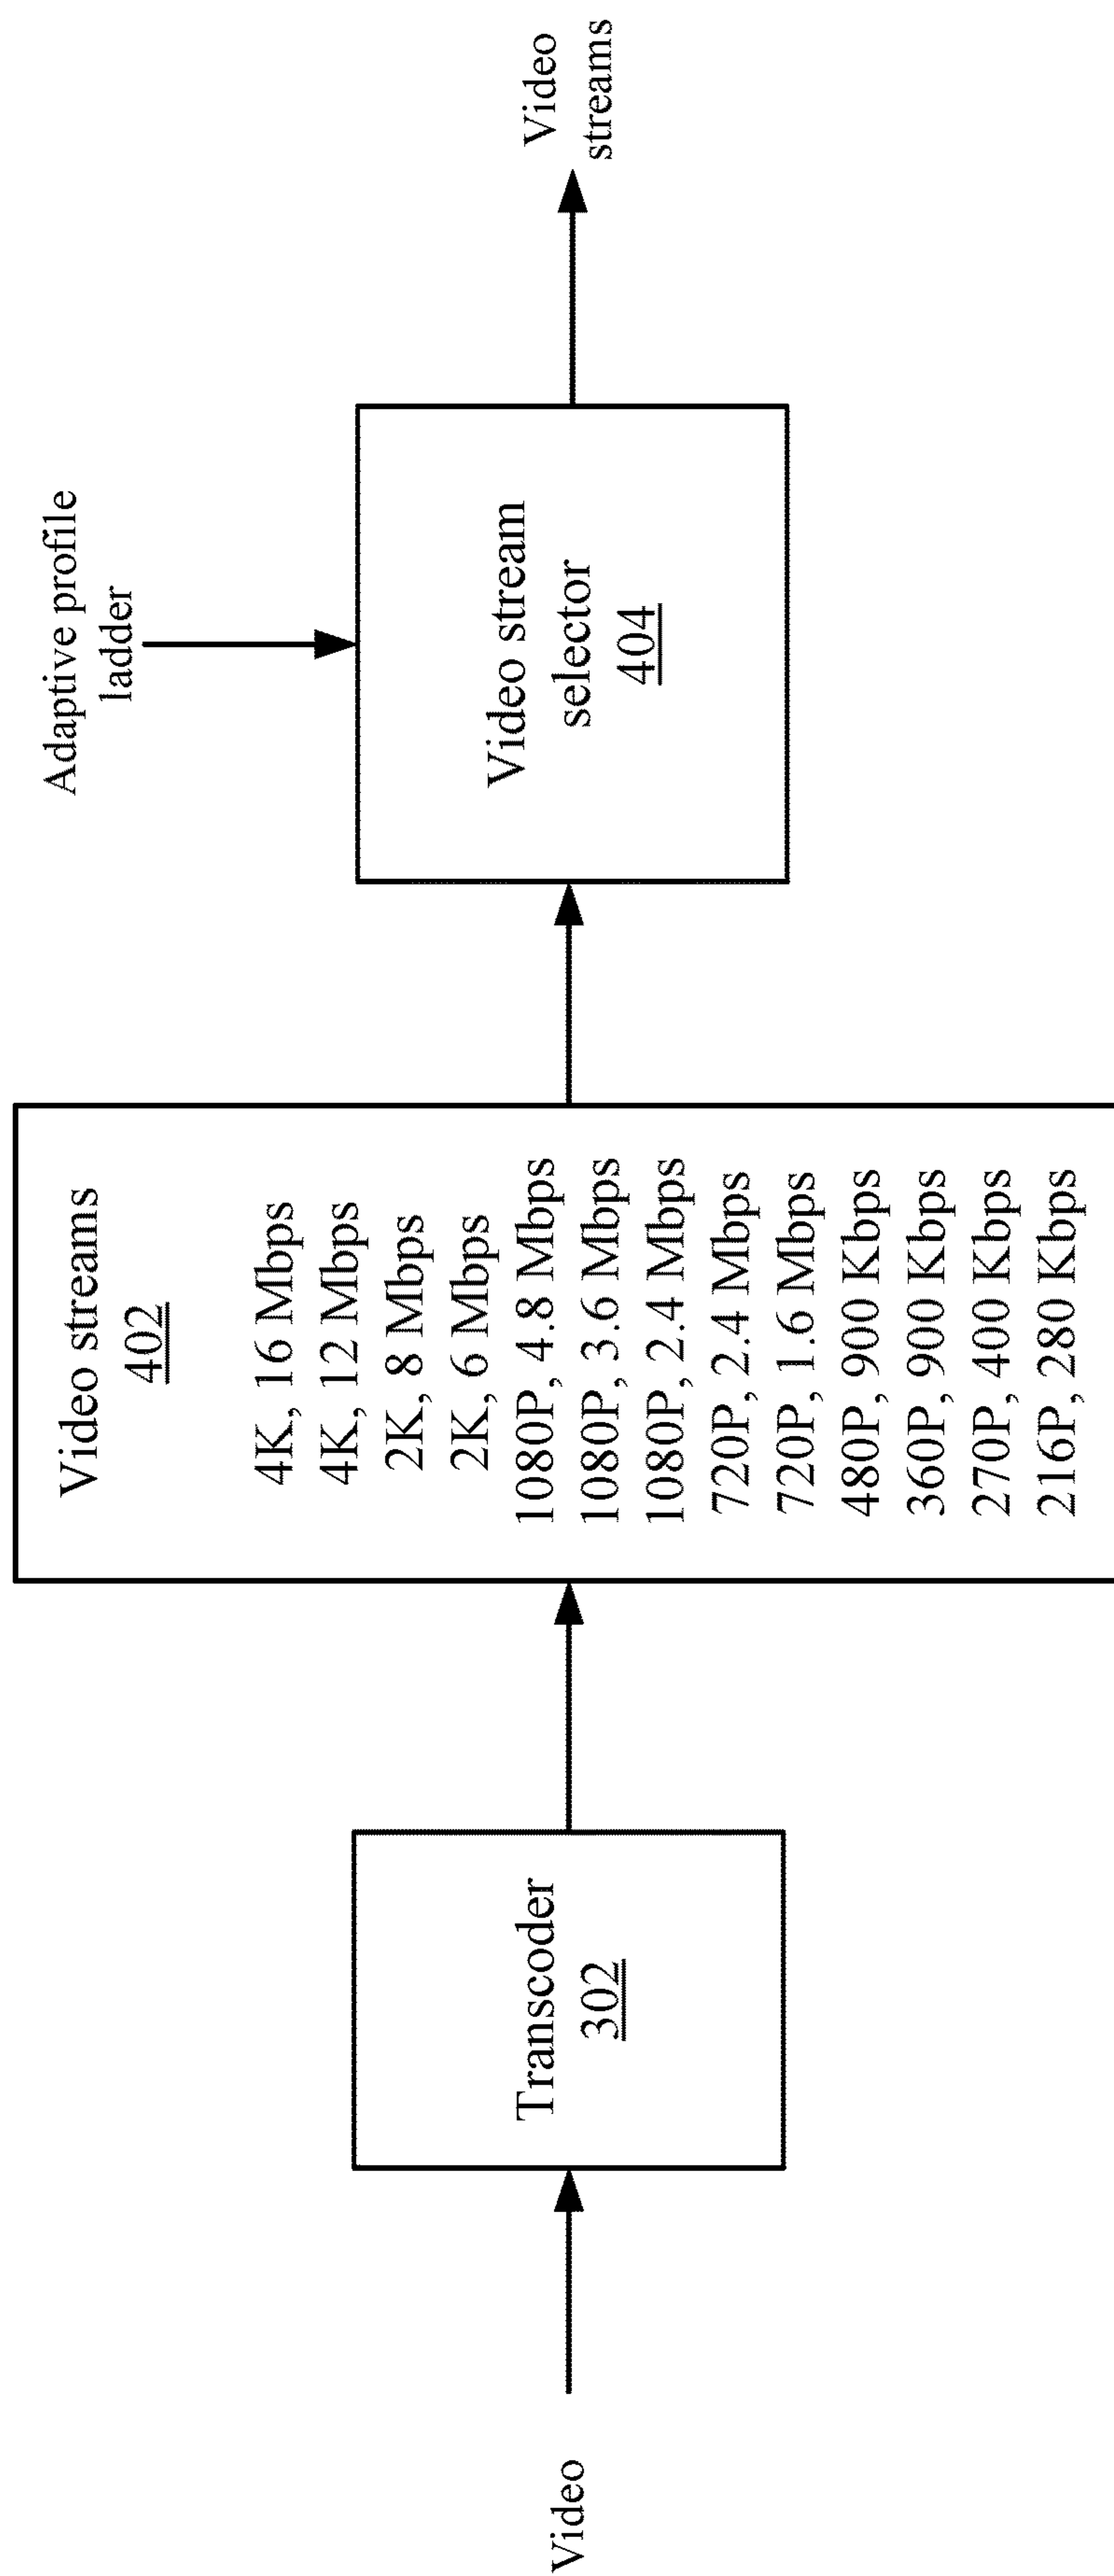 Video
Transcoder
302
Video streams
402
4K, 16 Mbps
4K, 12 Mbps
2K, 8 Mbps
2K, 6 Mbps
1080P, 4.8 Mbps
1080P, 3.6 Mbps
1080P, 2.4 Mbps
720P, 2.4 Mbps
720P, 1.6 Mbps
480P, 900 Kbps
360P, 900 Kbps
270P, 400 Kbps
216P, 280 Kbps
Adaptive profile
ladder
Video stream
selector
404
Video
streams